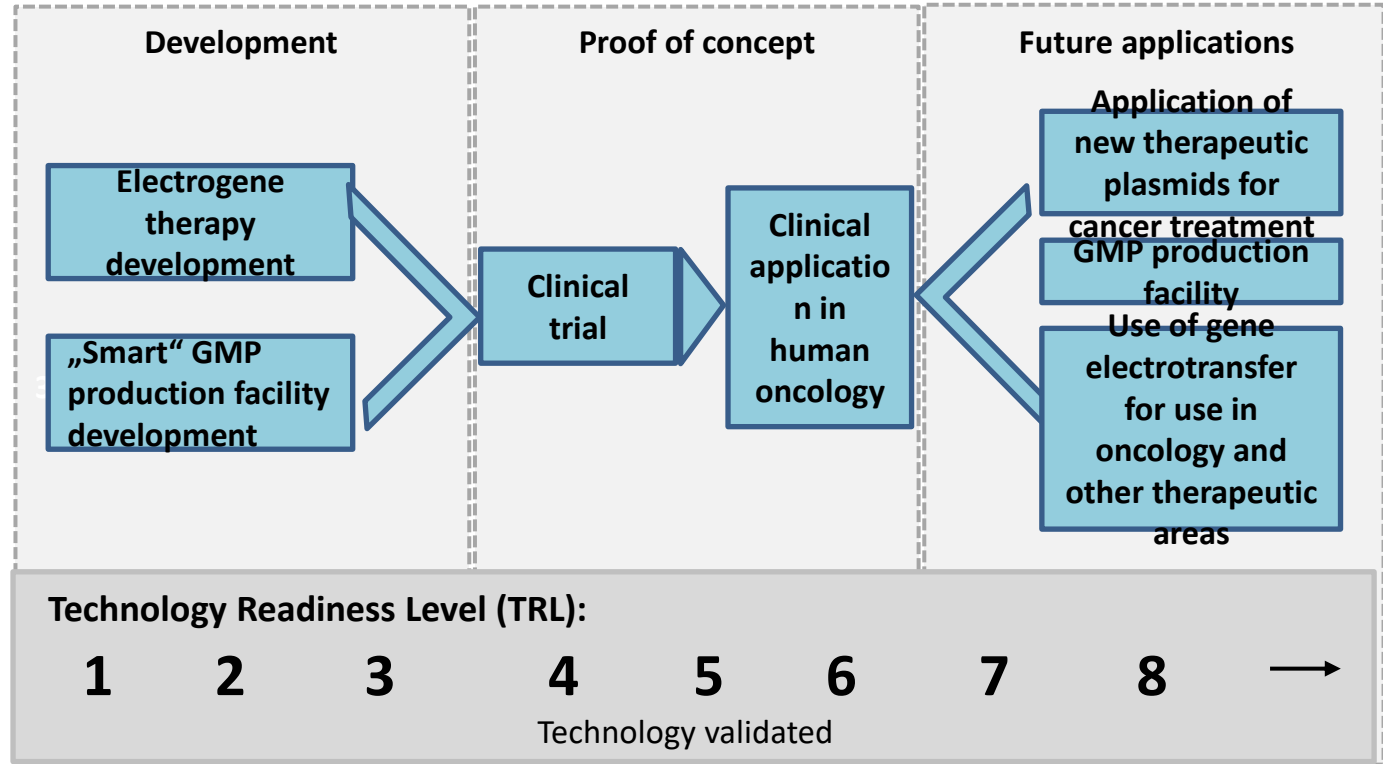 Development
Electrogene
therapy
development
„Smart“ GMP
production facility
development
3
Proof of concept
Clinical
trial
Clinical
applicatio
n in
human
oncology
Future applications
Application of
new therapeutic
plasmids for
cancer treatment
GMP production
facility
Use of gene
electrotransfer
for use in
oncology and
other therapeutic
areas
Technology Readiness Level (TRL):
1 2 3 4 5 6 7 8
Technology validated